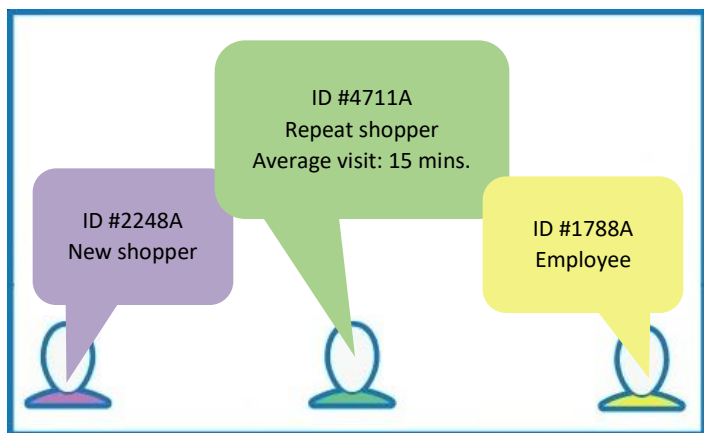 ID #4711A
Repeat shopper
Average visit: 15 mins.
ID #2248A
New shopper
ID #1788A
Employee